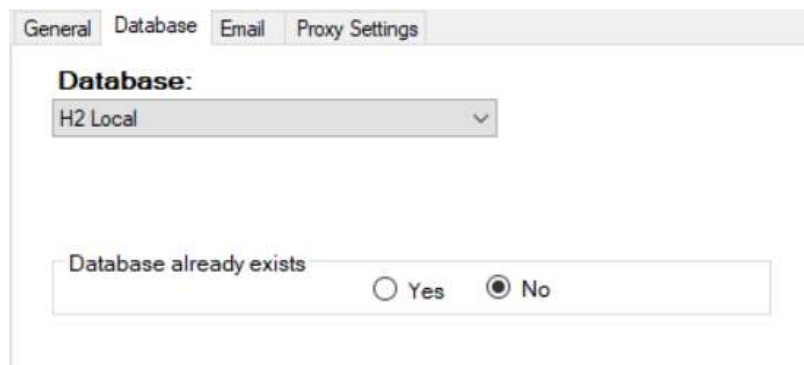 General Database Email Proxy Settings
Database:
H2 Local
Database already exists
Yes No